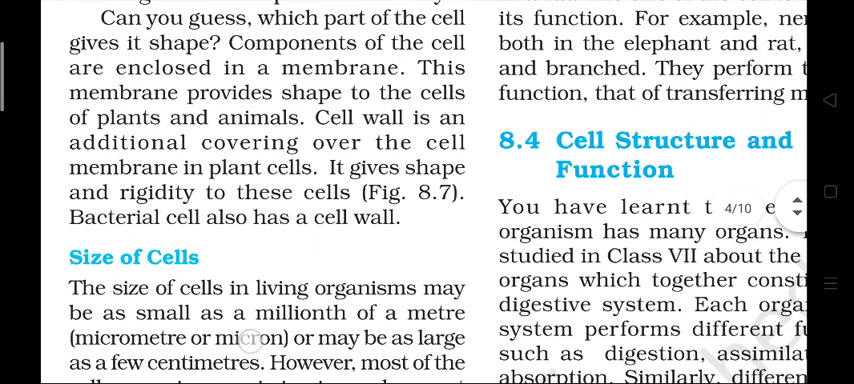 Can you guess, which part of the cell
gives it shape? Components of the cell
are enclosed in a membrane. This
membrane provides shape to the cells
of plants and animals. Cell wall is an
additional covering over the cell
membrane in plant cells. It gives shape
and rigidity to these cells (Fig. 8.7).
Bacterial cell also has a cell wall.
Size of Cells
The size of cells in living organisms may
be as small as a millionth of a metre
(micrometre or micron) or may be as large
as a few centimetres. However, most of the
its function. For example,
both in the elephant and rat,
and branched. They perform
function, that of transferring
8.4 Cell Structure and
Function
You have learnt
organism has many organs.
studied in Class VII about the
organs which together
digestive system. Each
system performs different
such as digestion,
absorption. Similarly,
4/10